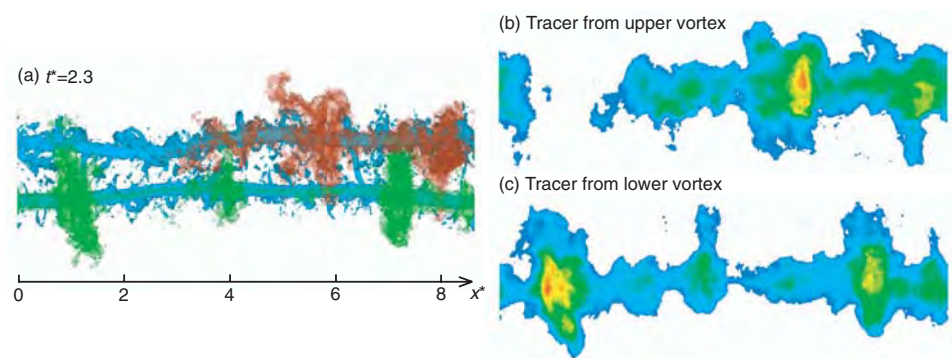 (a) t*=2.3
0 2 4 6 8 x*
(b) Tracer from upper vortex
(c) Tracer from lower vortex